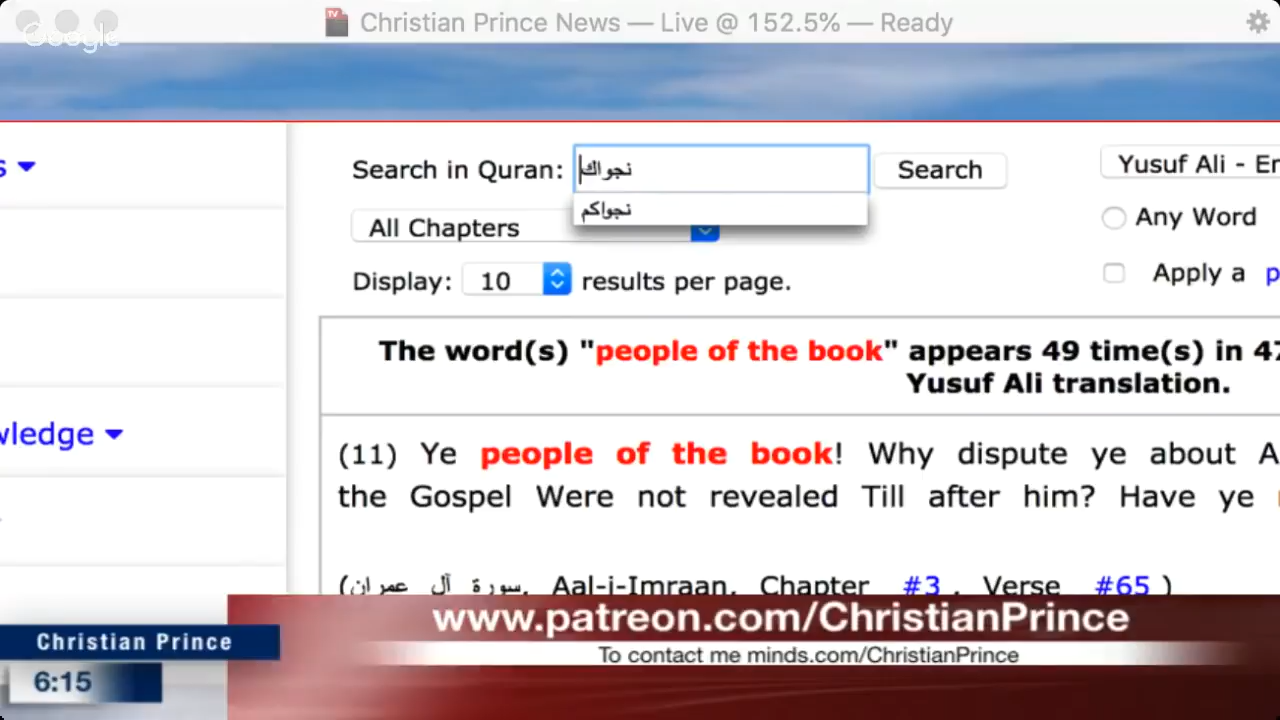 Christian Prince News — Live @ 152.5% — Ready
Google
s
Search in Quran: نجواك Search Yusuf Ali - En
نجواكم
All Chapters Any Word
Display: 10 results per page. Apply a p
The word(s) "people of the book" appears 49 time(s) in 47
Yusuf Ali translation.
wledge
(11) Ye people of the book! Why dispute ye about A
the Gospel Were not revealed Till after him? Have ye
(سورة آل عمران, Aal-i-Imraan, Chapter #3 , Verse #65 )
www.patreon.com/ChristianPrince
Christian Prince
To contact me minds.com/ChristianPrince
6:15